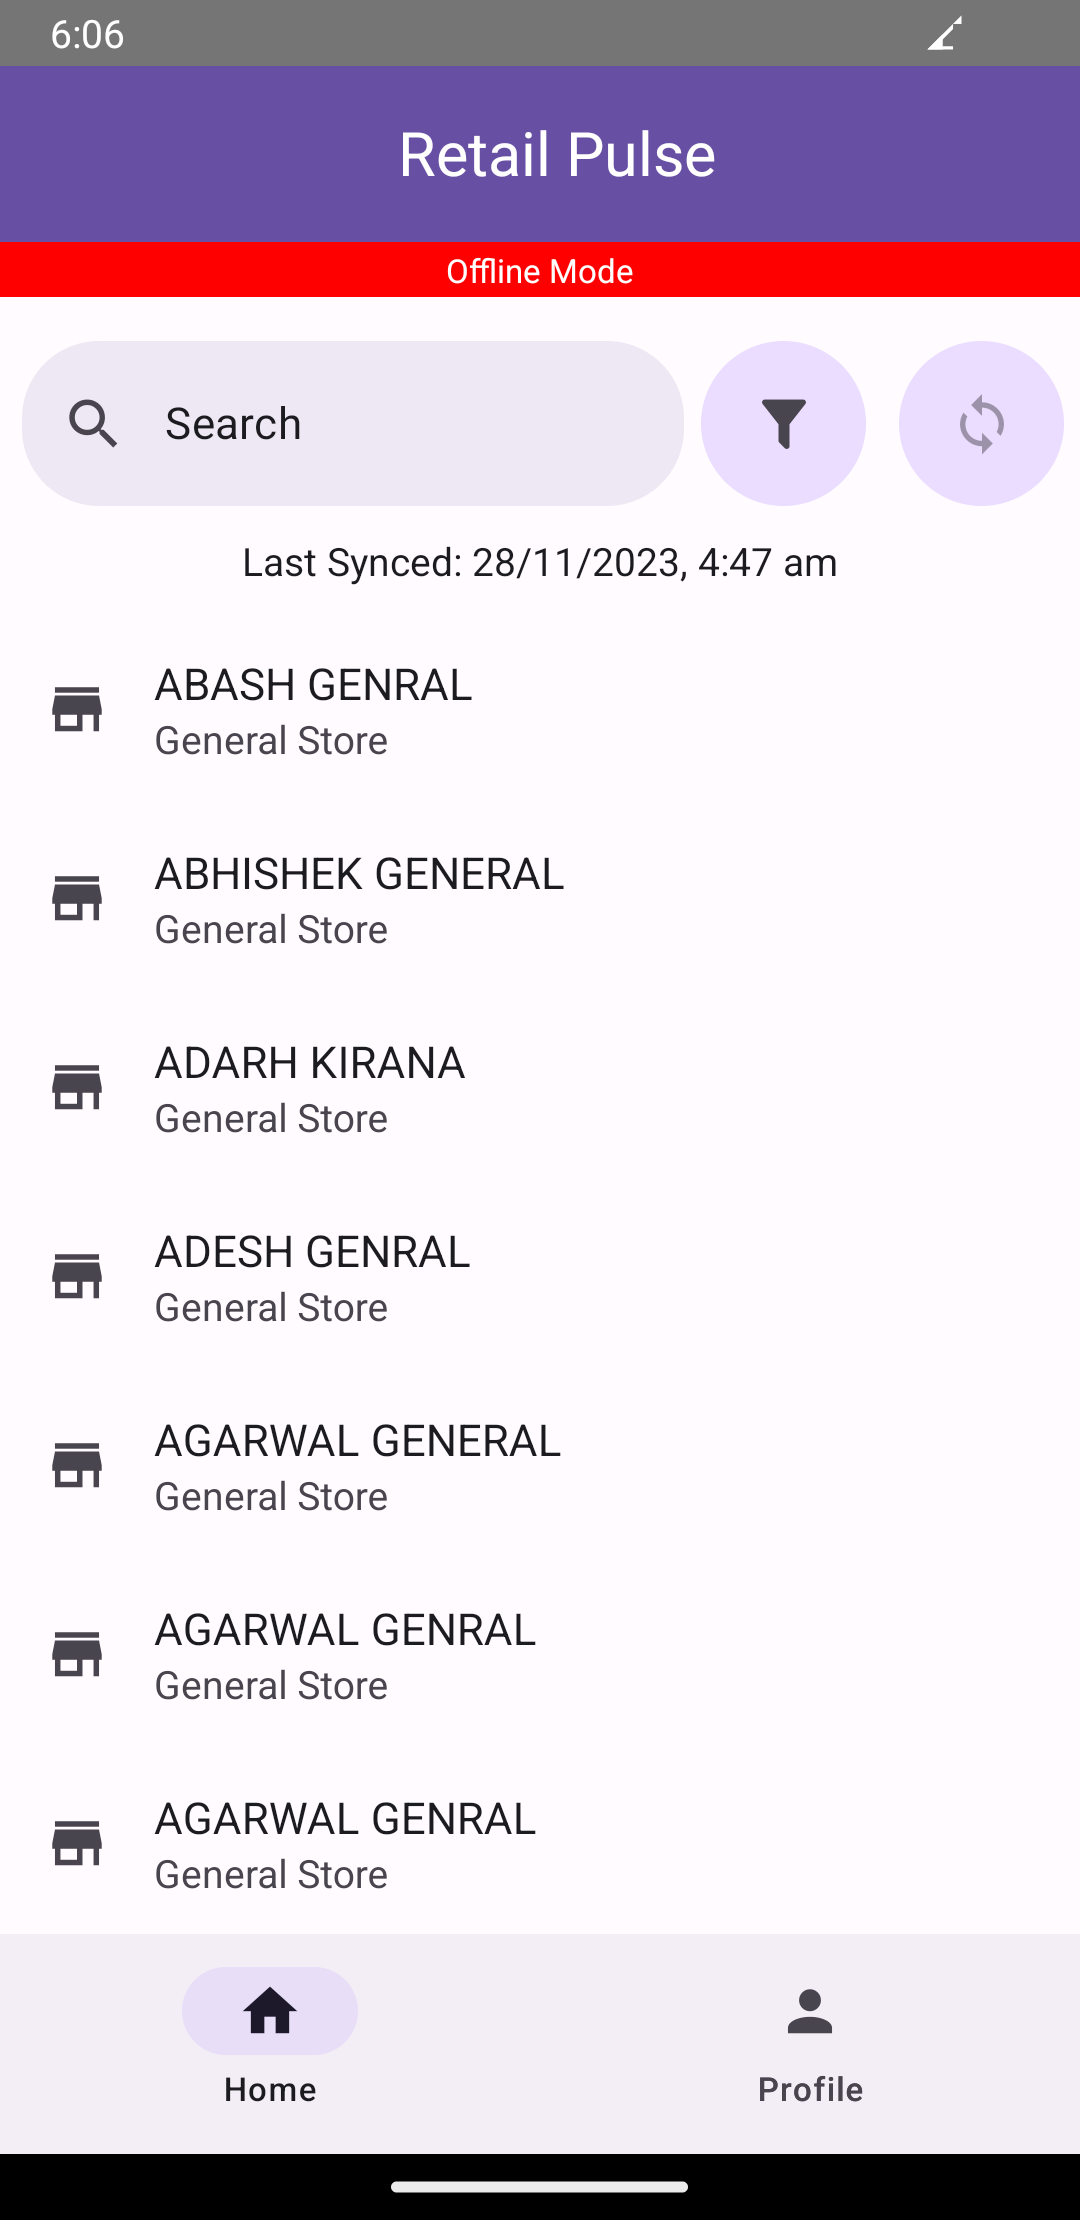 6:06
Retail Pulse
Offline Mode
Search
Last Synced: 28/11/2023, 4:47 am
ABASH GENRAL
General Store
ABHISHEK GENERAL
General Store
ADARH KIRANA
General Store
ADESH GENRAL
General Store
AGARWAL GENERAL
General Store
AGARWAL GENRAL
General Store
AGARWAL GENRAL
General Store
Home
Profile